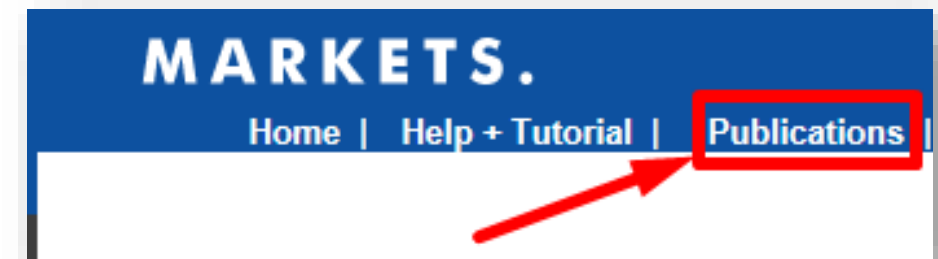 MARKETS.
Home | Help + Tutorial | Publications |